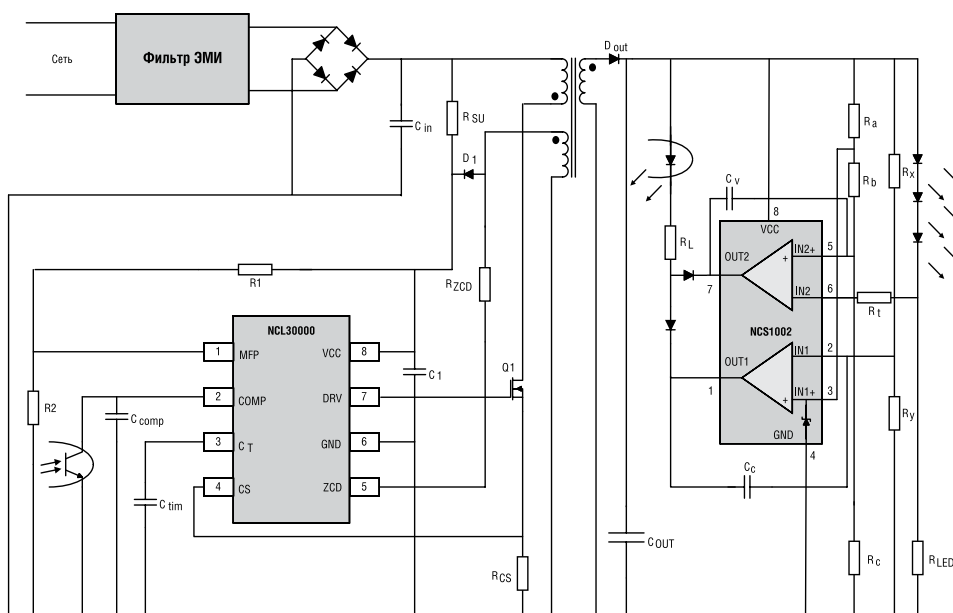 Сеть
Фильтр ЭМИ
C in
R SU
D 1
D out
R a
R b
R x
C v
8
VCC
R L
OUT2
IN2+
5
7
IN2
6
R t
NCS1002
R1
R ZCD
NCL30000
1
MFP
VCC
8
C 1
Q1
2
COMP
DRV
7
R2
C comp
3
C T
GND
6
4
CS
ZCD
5
C tim
R CS
OUT1
IN1
2
1
IN1+
3
GND
4
R y
C c
C OUT
R c
R LED